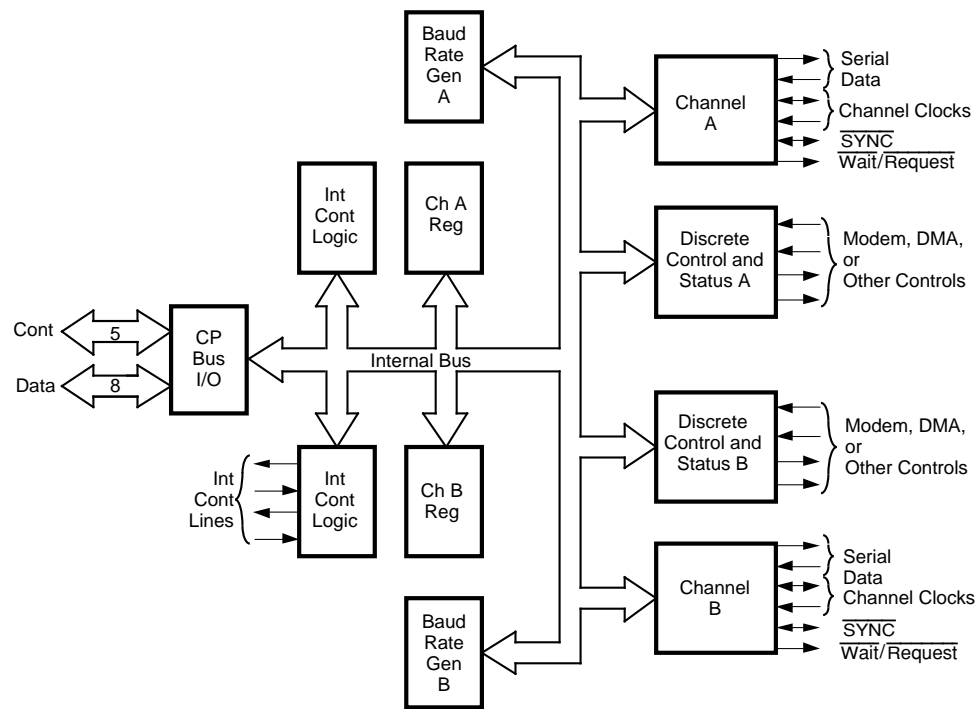 Baud
Rate
Gen
A
Channel
A
Serial
Data
Channel Clocks
SYNC
Wait/Request
Int
Cont
Logic
Ch A
Reg
Discrete
Control and
Status A
Modem, DMA,
or
Other Controls
Cont
5
Data
8
CP
Bus
I/O
Internal Bus
Int
Cont
Lines
Int
Cont
Logic
Ch B
Reg
Discrete
Control and
Status B
Modem, DMA,
or
Other Controls
Baud
Rate
Gen
B
Channel
B
Serial
Data
Channel Clocks
SYNC
Wait/Request